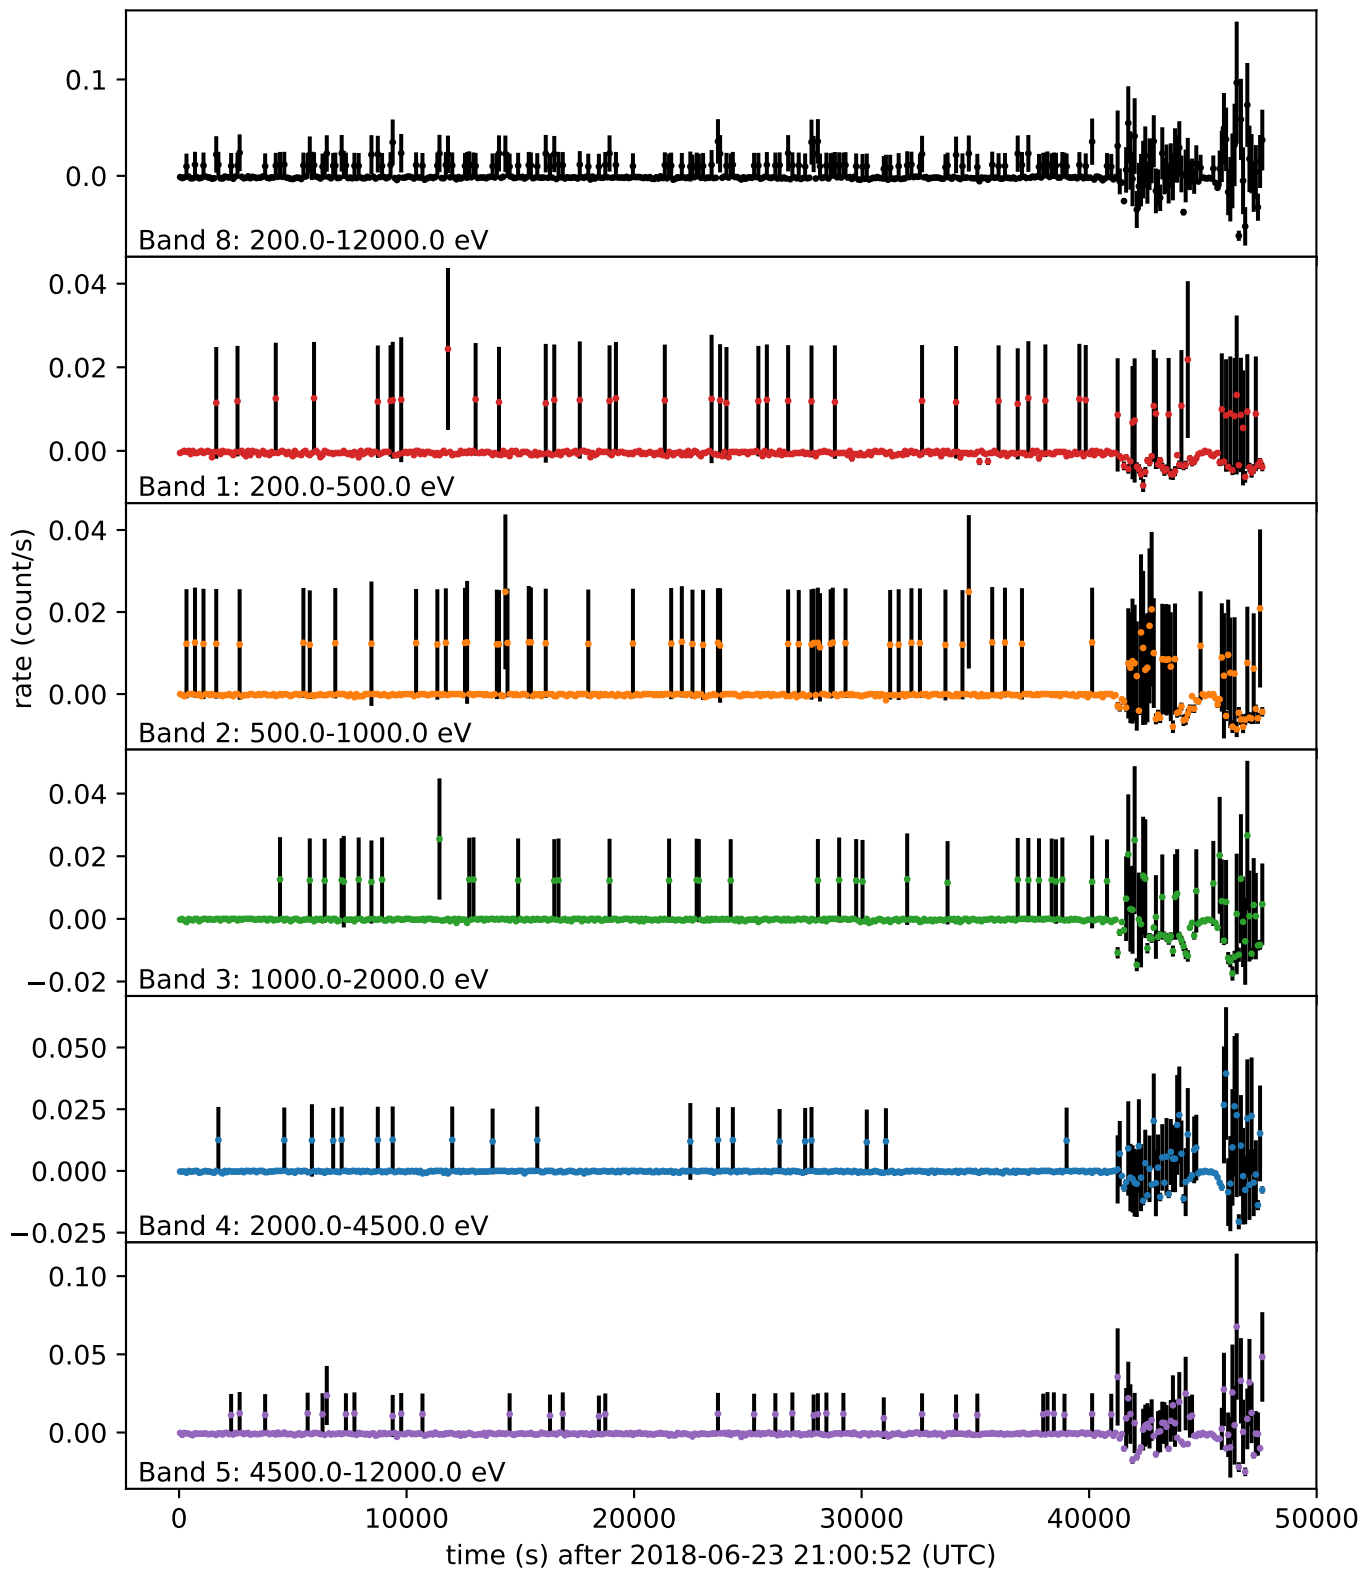 0.1
0.0
Band 8: 200.0-12000.0 eV
0.04
0.02
0.00
Band 1: 200.0-500.0 eV
rate (count/s)
0.04
0.02
0.00
Band 2: 500.0-1000.0 eV
0.04
0.02
0.00
−0.02
Band 3: 1000.0-2000.0 eV
0.050
0.025
0.000
−0.025
Band 4: 2000.0-4500.0 eV
0.10
0.05
0.00
Band 5: 4500.0-12000.0 eV
0 10000 20000 30000 40000 50000
time (s) after 2018-06-23 21:00:52 (UTC)